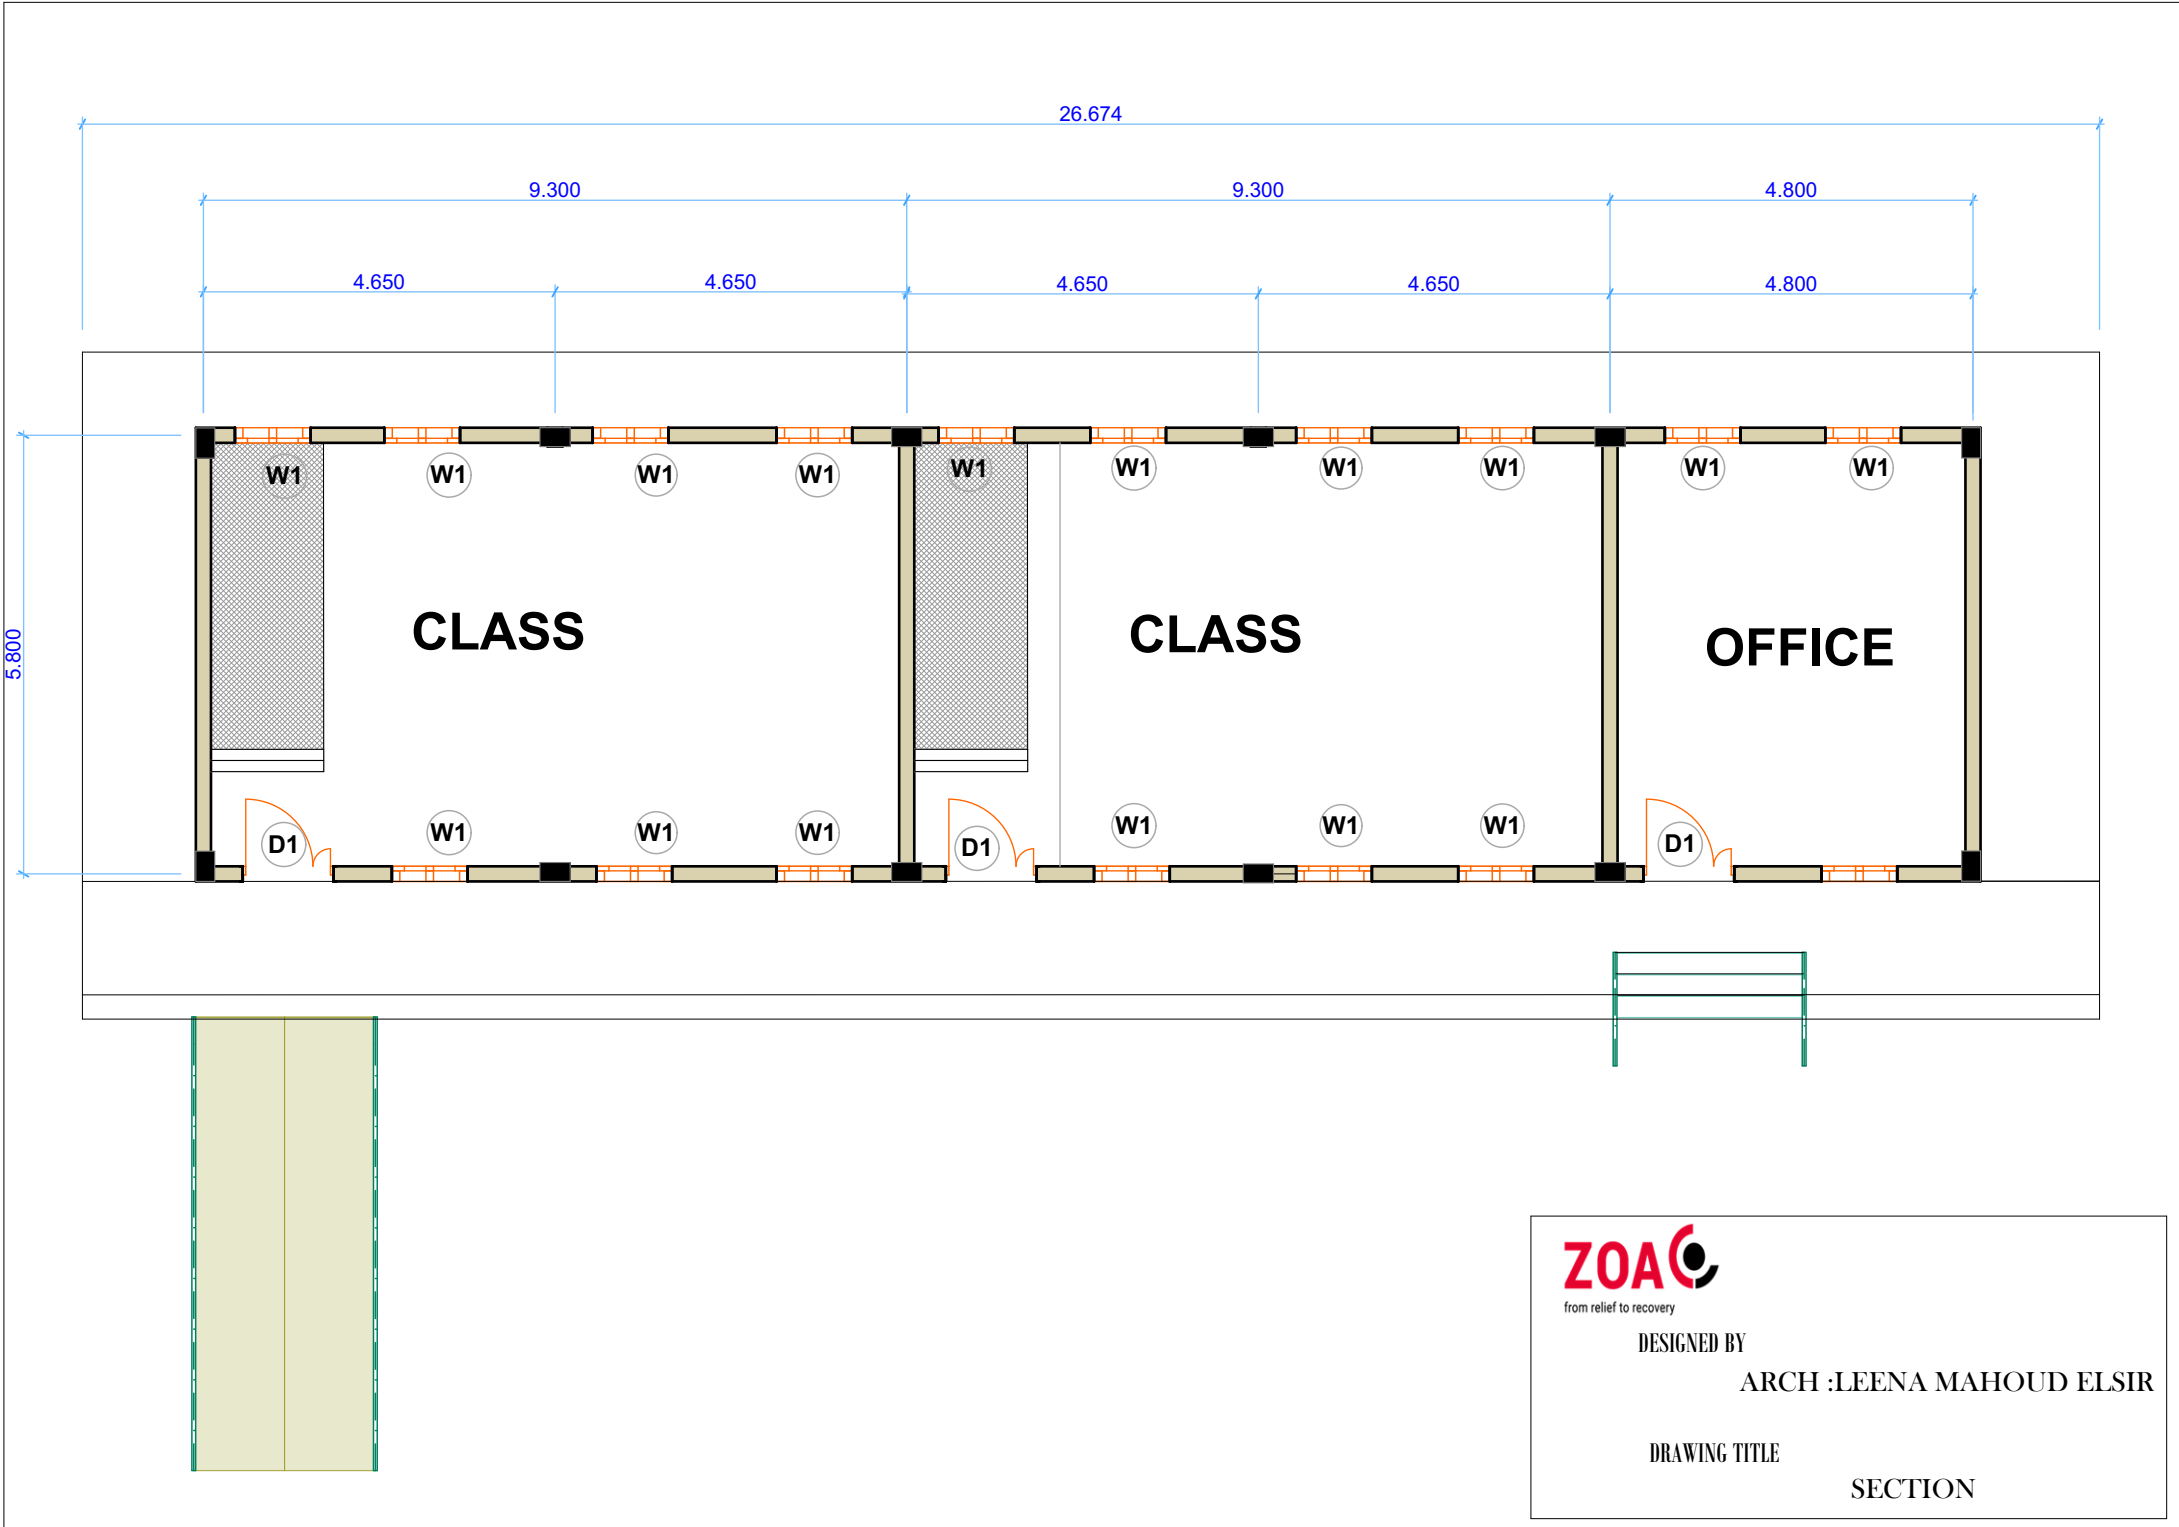 26.674
9.300 9.300 4.800
4.650 4.650 4.650 4.650 4.800
W1 W1 W1 W1 W1 W1 W1 W1 W1 W1
5.800
CLASS CLASS OFFICE
W1 W1 W1 W1 W1 W1
D1 D1 D1
ZOA
from relief to recovery
DESIGNED BY
ARCH :LEENA MAHOUD ELSIR
DRAWING TITLE
SECTION